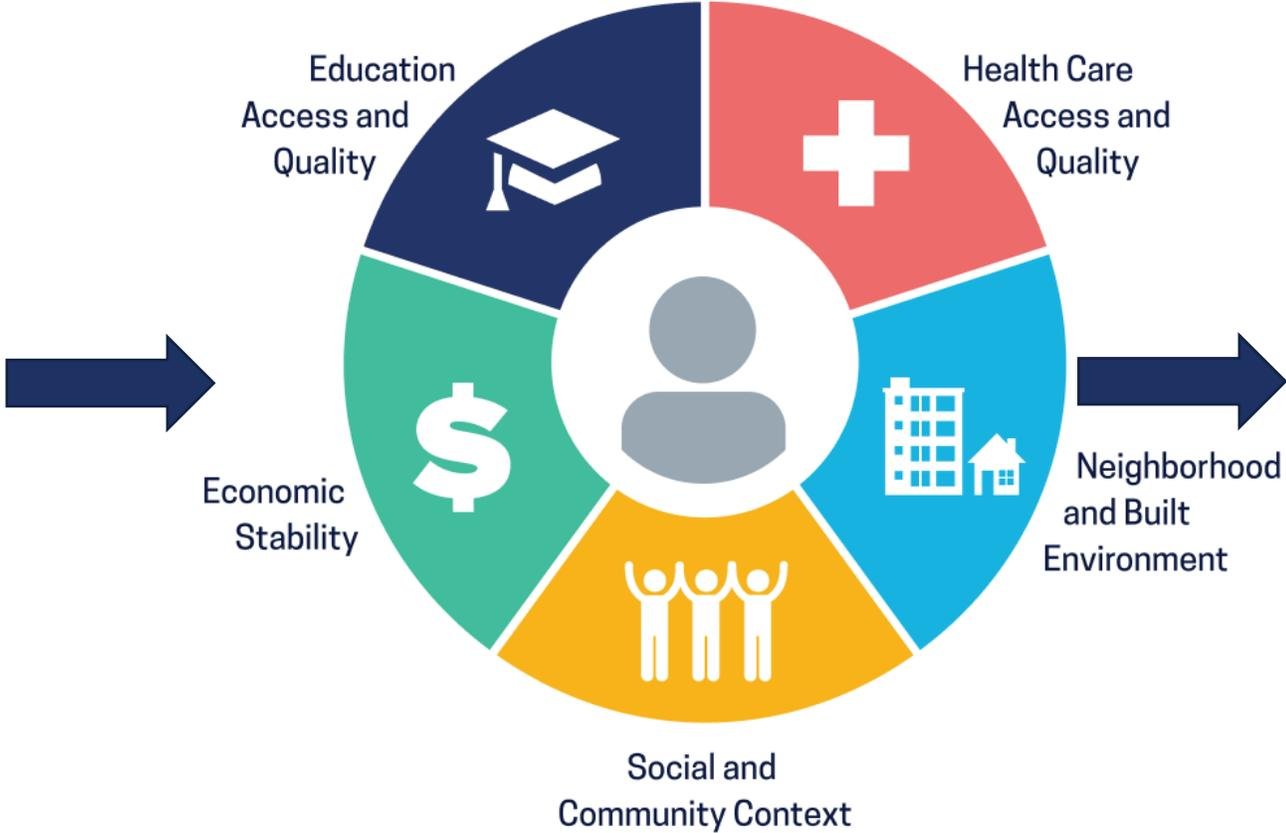 Education
Access and
Quality
Health Care
Access and
Quality
Economic
Stability
Neighborhood
and Built
Environment
Social and
Community Context